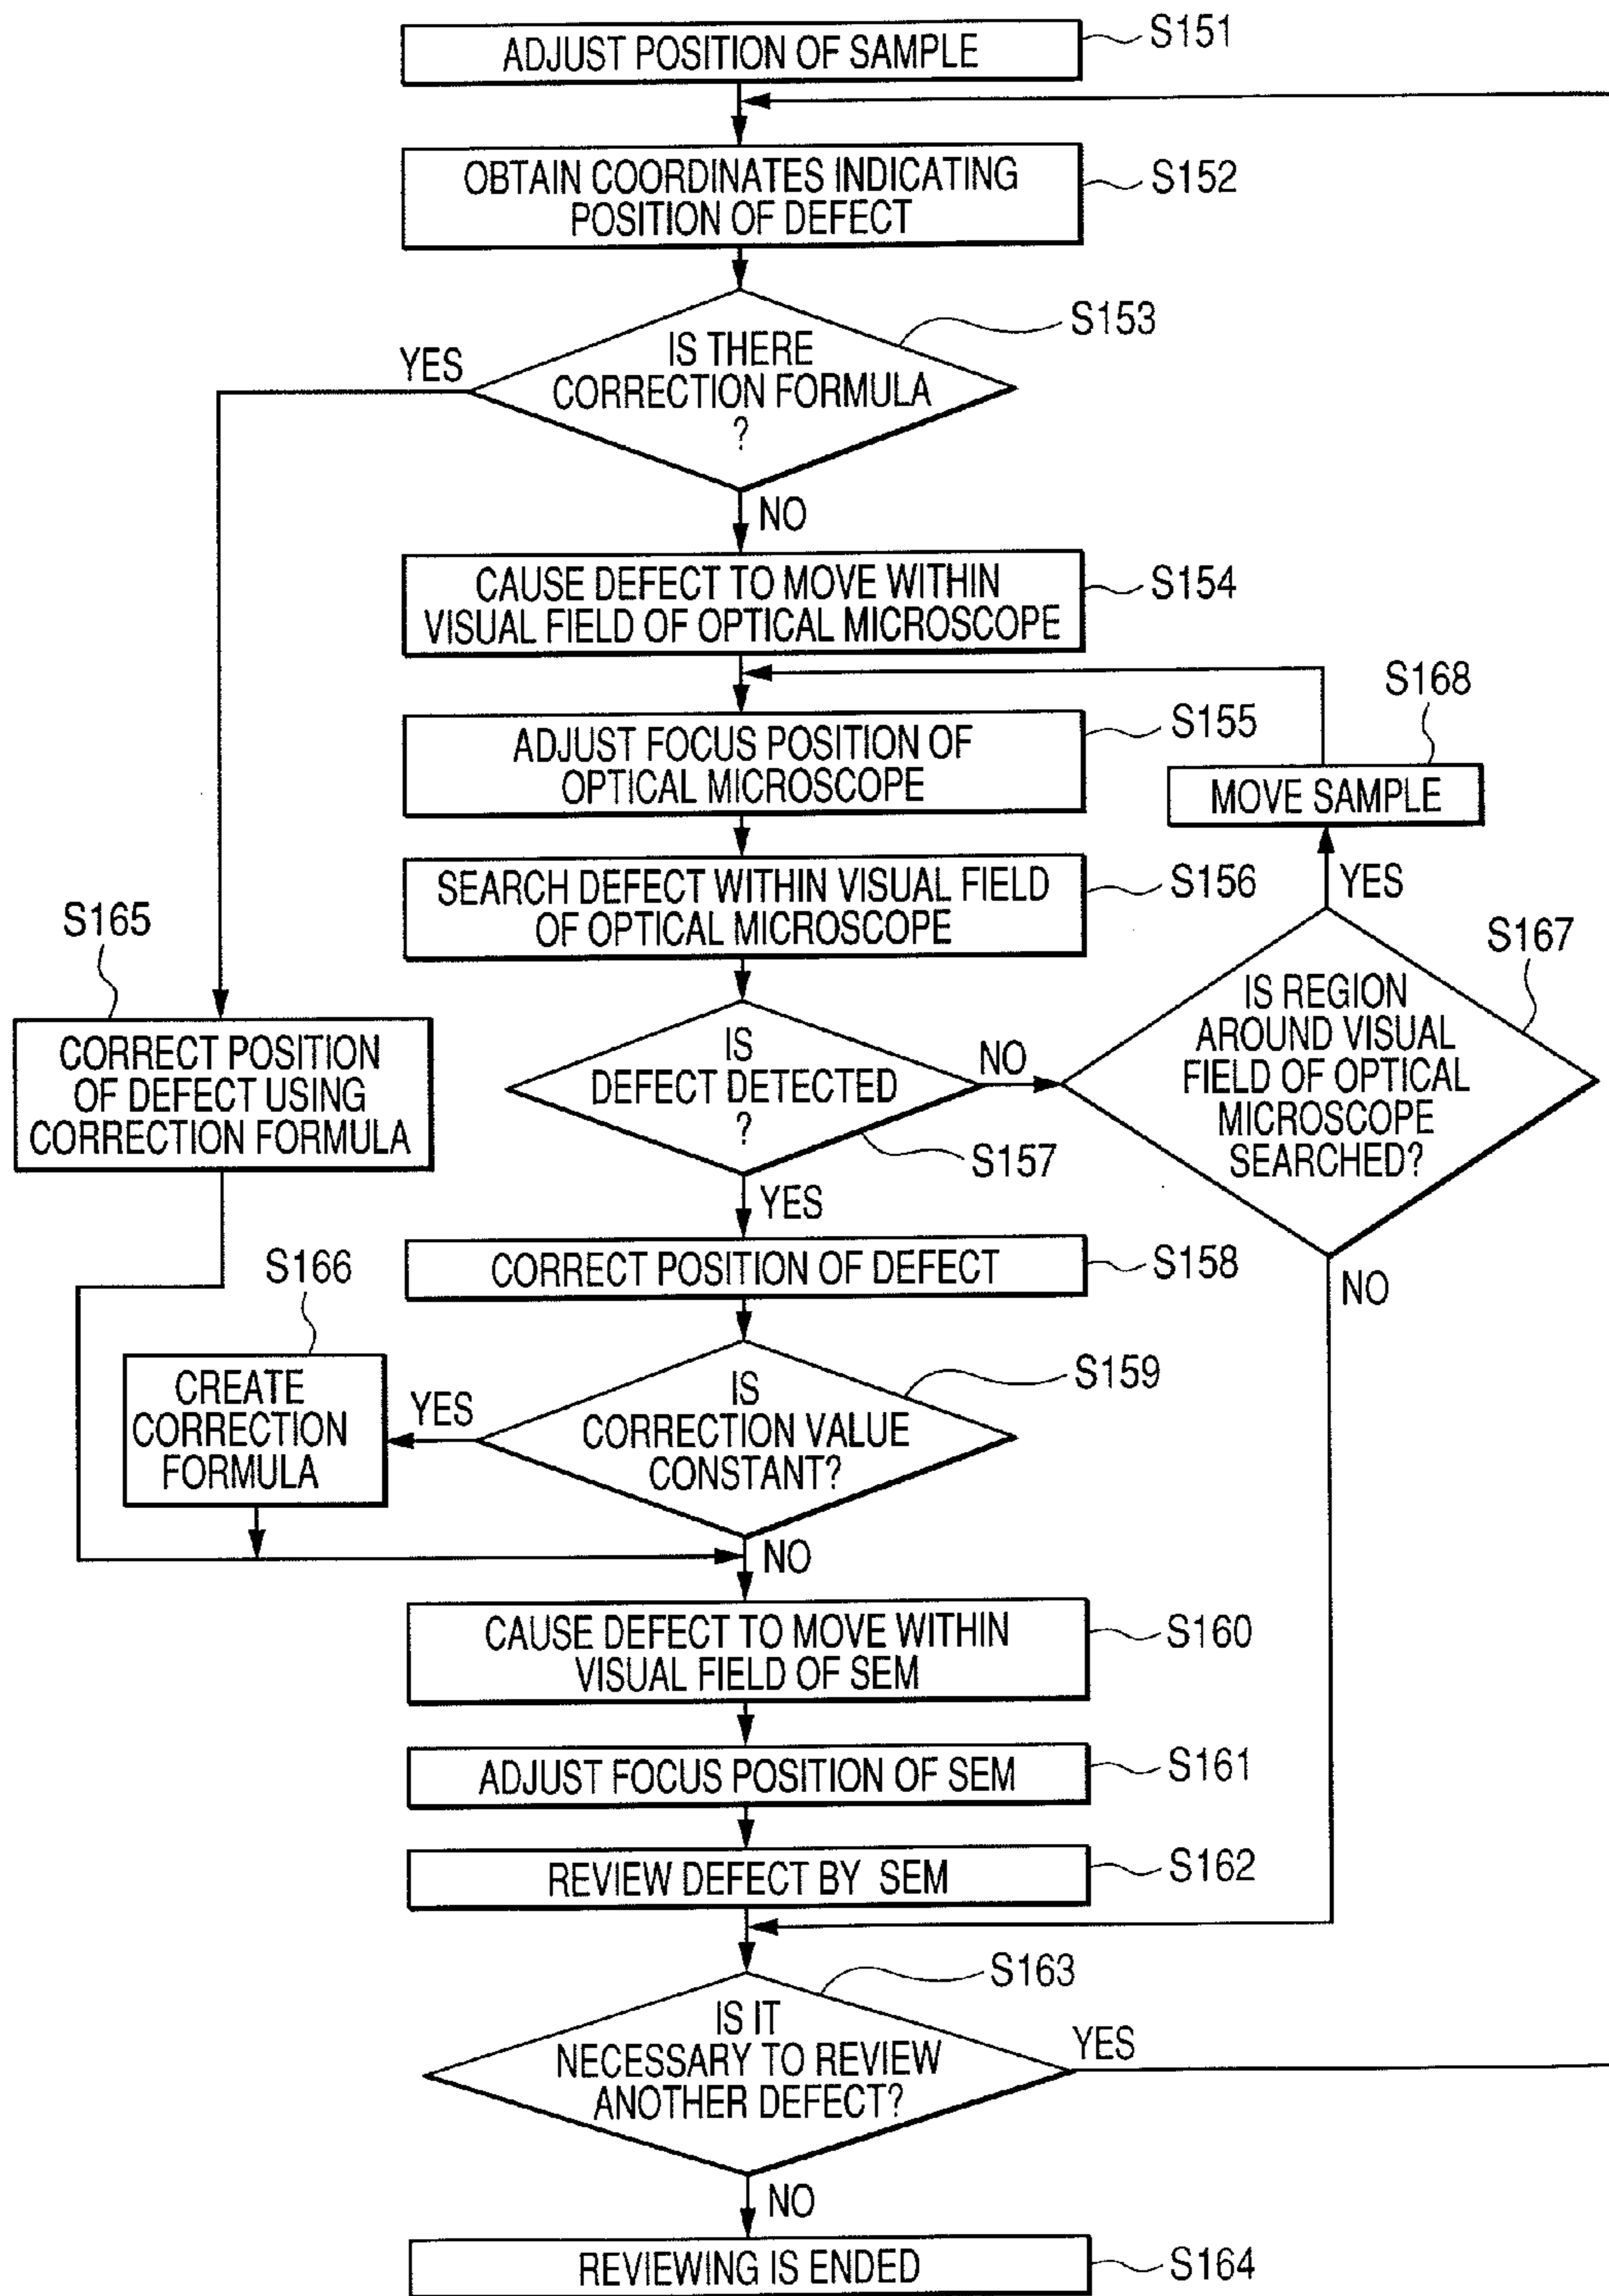 ADJUST POSITION OF SAMPLE
S151
OBTAIN COORDINATES INDICATING
POSITION OF DEFECT
S152
IS THERE
CORRECTION FORMULA
?
S153
YES
NO
CAUSE DEFECT TO MOVE WITHIN
VISUAL FIELD OF OPTICAL MICROSCOPE
S154
ADJUST FOCUS POSITION OF
OPTICAL MICROSCOPE
S155
S168
MOVE SAMPLE
SEARCH DEFECT WITHIN VISUAL FIELD
OF OPTICAL MICROSCOPE
S156
YES
S167
IS REGION
AROUND VISUAL
FIELD OF OPTICAL
MICROSCOPE
SEARCHED?
NO
S165
CORRECT POSITION
OF DEFECT USING
CORRECTION FORMULA
IS
DEFECT DETECTED
?
NO
S157
YES
CORRECT POSITION OF DEFECT
S158
S166
CREATE
CORRECTION
FORMULA
YES
IS
CORRECTION VALUE
CONSTANT?
S159
NO
CAUSE DEFECT TO MOVE WITHIN
VISUAL FIELD OF SEM
S160
ADJUST FOCUS POSITION OF SEM
S161
REVIEW DEFECT BY SEM
S162
S163
IS IT
NECESSARY TO REVIEW
ANOTHER DEFECT?
YES
NO
REVIEWING IS ENDED
S164